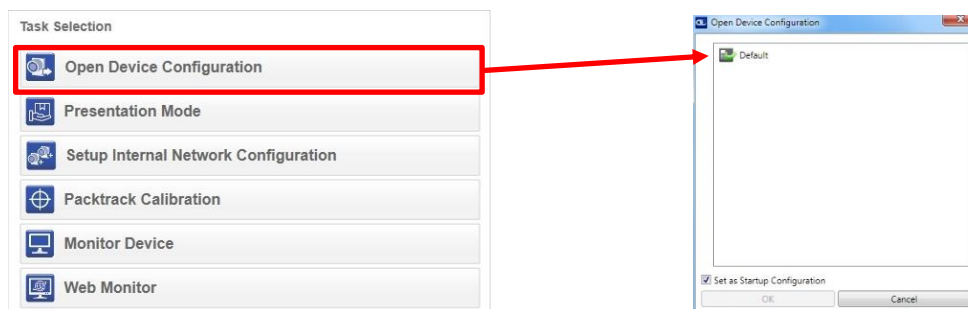 Task Selection
Open Device Configuration
Presentation Mode
Setup Internal Network Configuration
Packtrack Calibration
Monitor Device
Web Monitor
Open Device Configuration
Default
Set as Startup Configuration
OK
Cancel